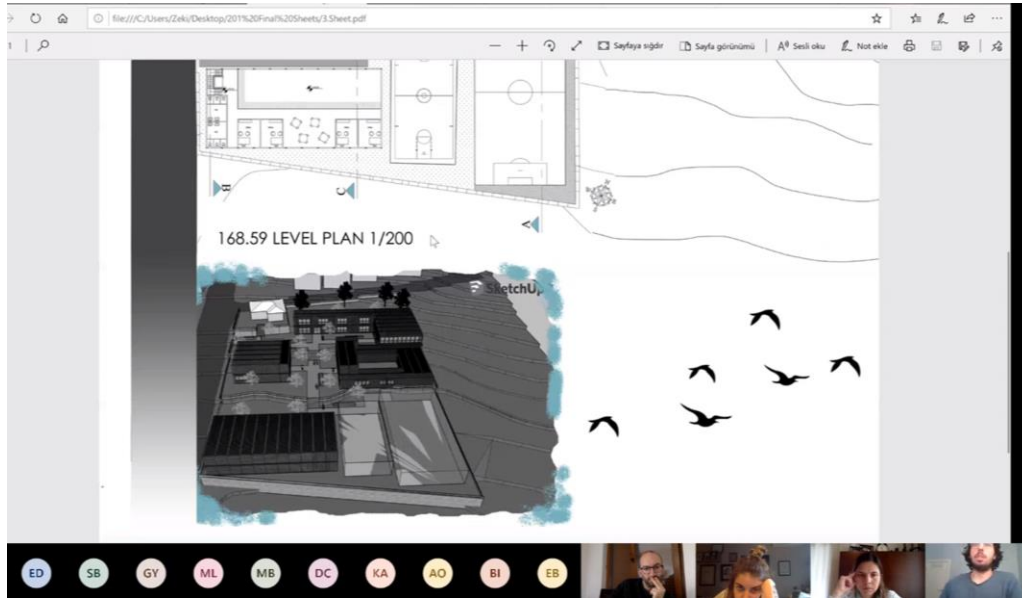 file:///C:/Users/Zeki/Desktop/201%20Final%20Sheets/3.Sheet.pdf
1
Sayfaya sığdır
Sayfa görünümü
A⁾⁾ Sesli oku
Not ekle
B
C
A
168.59 LEVEL PLAN 1/200
SketchUp
ED
SB
GY
ML
MB
DC
KA
AO
BI
EB